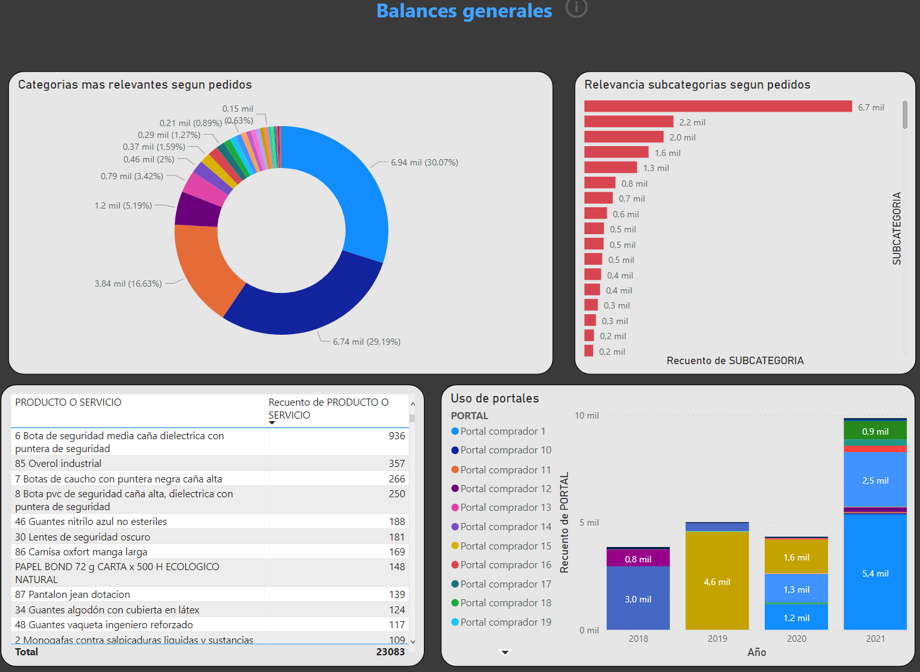 Balances generales
Categorias mas relevantes segun pedidos
0,15 mil
(0,63%)
0.21 mil (0,89%)
0.29 mil (1,27%)
0.37 mil (1,59%)
0.46 mil (2%)
0.79 mil (3,42%)
1.2 mil (5,19%)
3.84 mil (16.63%)
6.94 mil (30,07%)
6.74 mil (29,19%)
Relevancia subcategorias segun pedidos
6,7 mil
2.2 mil
2.0 mil
1,6 mil
1.3 mil
0.8 mil
0.7 mil
0.6 mil
0.5 mil
0.5 mil
0.5 mil
0.4 mil
0.4 mil
0.3 mil
0.3 mil
0.2 mil
0.2 mil
SUBCATEGORIA
Recuento de SUBCATEGORIA
PRODUCTO O SERVICIO
Recuento de PRODUCTO O
SERVICIO
6 Bota de seguridad media caña dielectrica con 936
puntera de seguridad
85 Overol industrial 357
7 Botas de caucho con puntera negra caña alta 266
8 Bota pvc de seguridad caña alta, dielectrica con 250
puntera de seguridad
46 Guantes nitrilo azul no esteriles 188
30 Lentes de seguridad oscuro 181
86 Camisa oxfort manga larga 169
PAPEL BOND 72 g CARTA x 500 H ECOLOGICO 148
NATURAL
87 Pantalon jean dotacion 139
34 Guantes algodón con cubierta en látex 124
48 Guantes vaqueta ingeniero reforzado 117
2 Monogafas contra salpicaduras liquidas y sustancias 109
Total 23083
Uso de portales
PORTAL
Portal comprador 1
Portal comprador 10
Portal comprador 11
Portal comprador 12
Portal comprador 13
Portal comprador 14
Portal comprador 15
Portal comprador 16
Portal comprador 17
Portal comprador 18
Portal comprador 19
Recuento de PORTAL
10 mil
5 mil
0 mil
0,8 mil
3,0 mil
4.6 mil
1,6 mil
1,3 mil
1,2 mil
0,9 mil
2,5 mil
5,4 mil
2018
2019
2020
2021
Año